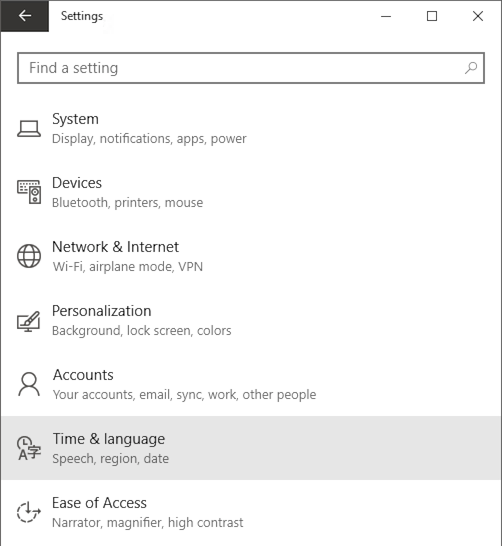 Settings
Find a setting
System
Display, notifications, apps, power
Devices
Bluetooth, printers, mouse
Network & Internet
Wi-Fi, airplane mode, VPN
Personalization
Background, lock screen, colors
Accounts
Your accounts, email, sync, work, other people
A字
Time & language
Speech, region, date
Ease of Access
Narrator, magnifier, high contrast